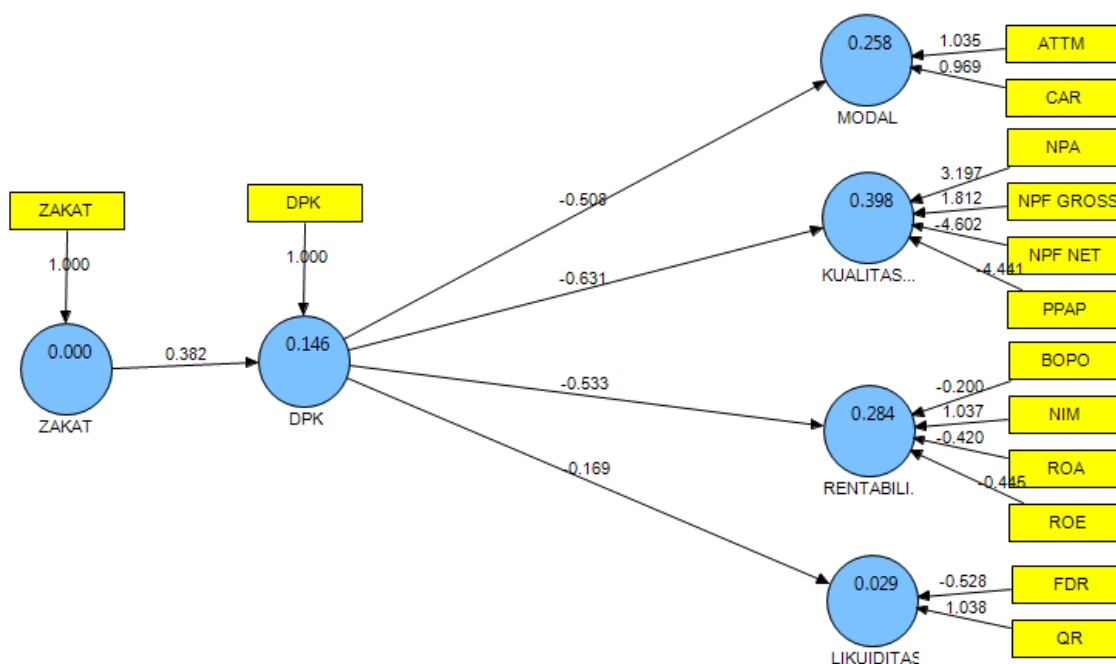 ZAKAT
1.000
0.000
ZAKAT
0.382
DPK
1.000
0.146
DPK
-0.508
-0.631
-0.533
-0.169
0.258
MODAL
1.035
ATTM
0.969
CAR
0.398
KUALITAS...
3.197
NPA
1.812
NPF GROSS
-4.602
NPF NET
-4.441
PPAP
0.284
RENTABILI.
-0.200
BOPO
1.037
NIM
-0.420
ROA
-0.445
ROE
0.029
LIKUIDITAS
-0.528
FDR
1.038
QR